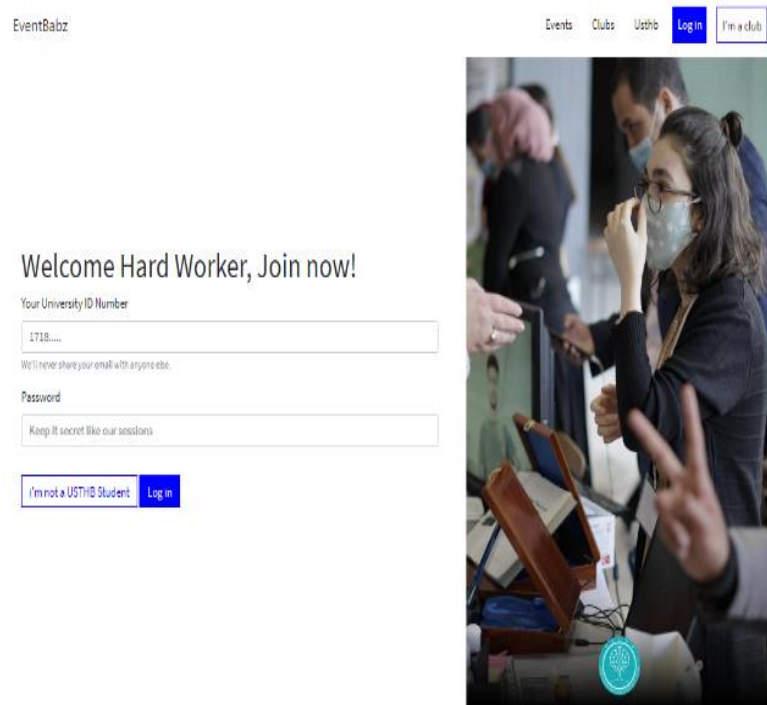 EventBabz
Events Clubs Usthb Log in I'm a club
Welcome Hard Worker, Join now!
Your University ID Number
1718.....
We'll never share your email with anyone else.
Password
Keep it secret like our sessions
i'm not a USTHB Student Log in